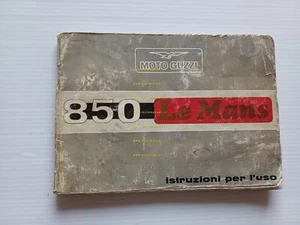 MOTO GUZZI
850 Le Mans
istruzioni per l'uso